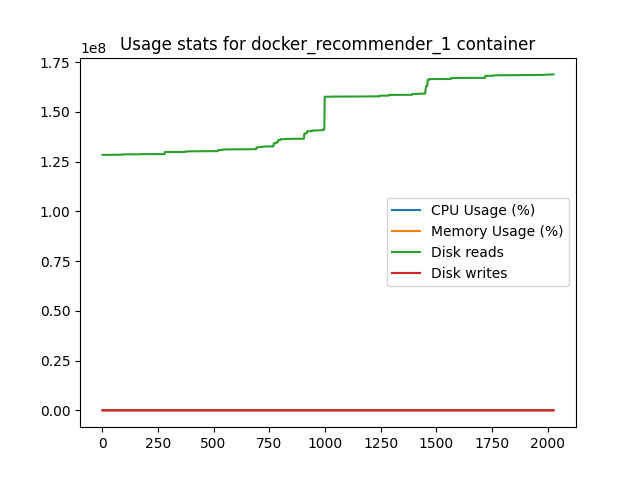 Usage stats for docker_recommender_1 container
1e8
1.75
1.50
1.25
1.00
0.75
0.50
0.25
0.00
CPU Usage (%)
Memory Usage (%)
Disk reads
Disk writes
0 250 500 750 1000 1250 1500 1750 2000